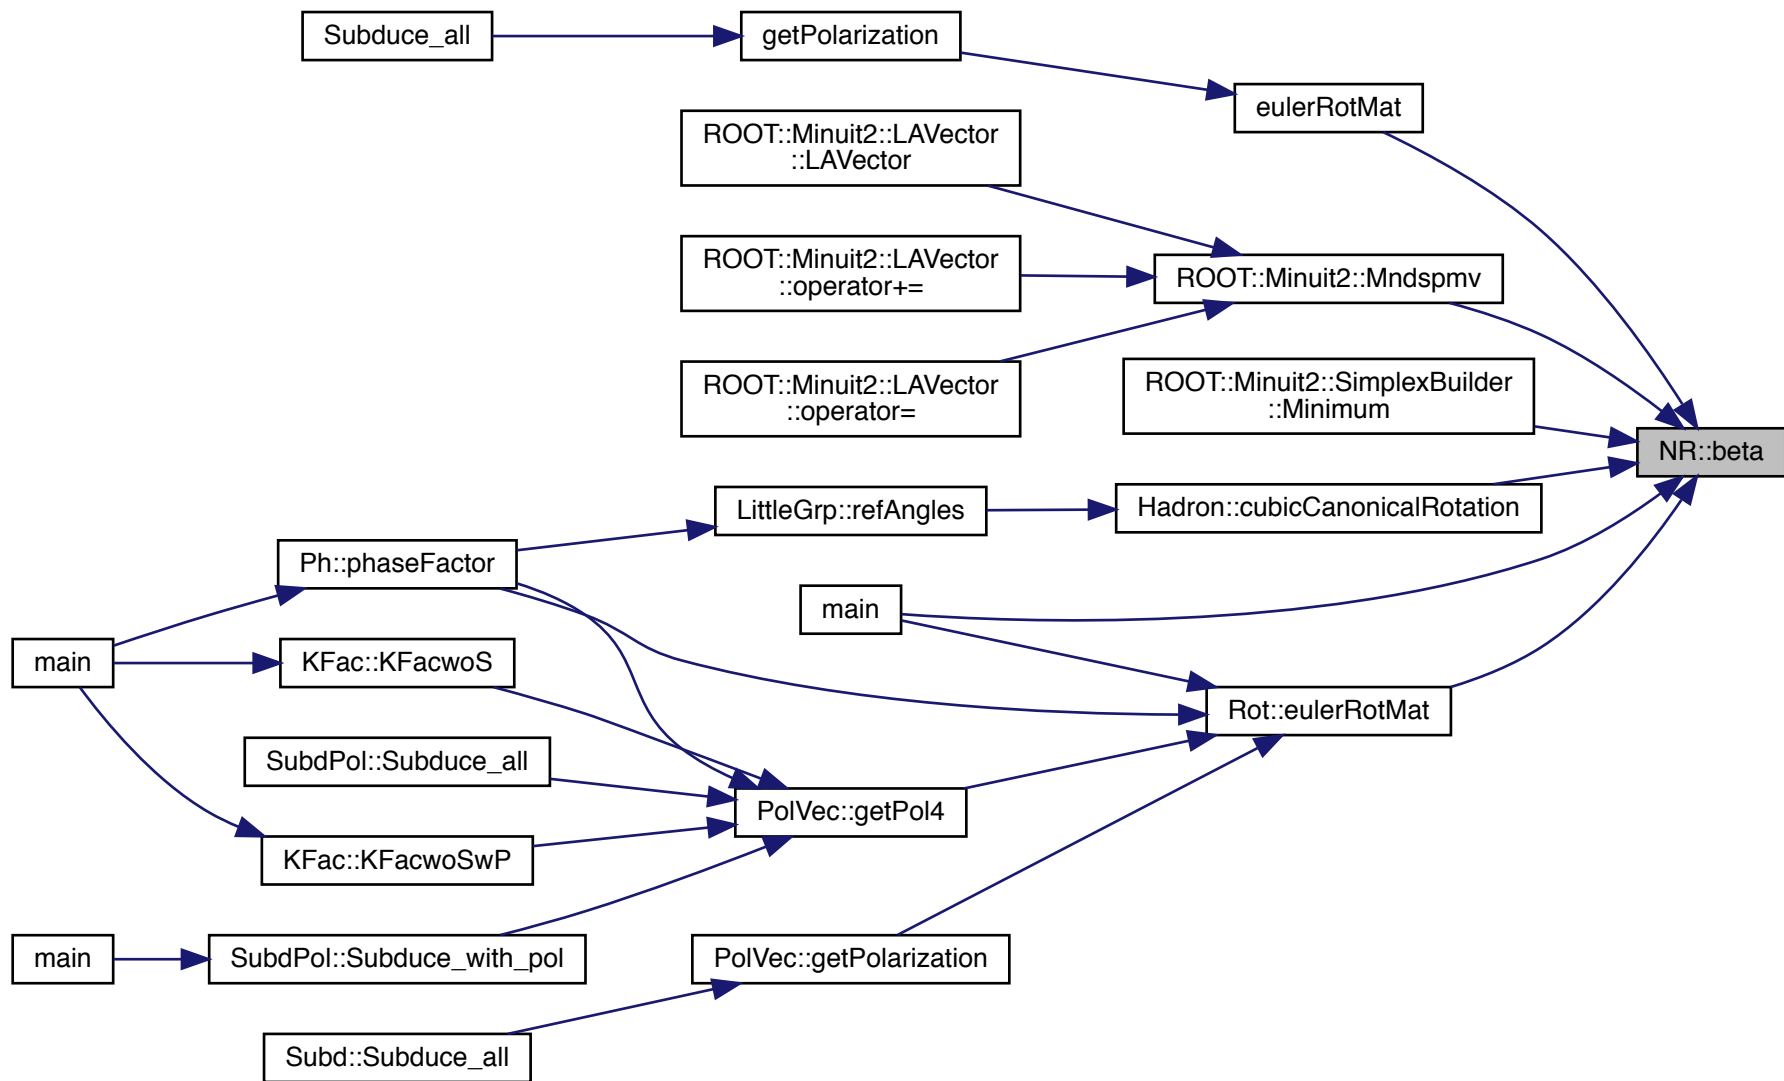 Subduce_all
getPolarization
eulerRotMat
ROOT::Minuit2::LAVector
::LAVector
ROOT::Minuit2::LAVector
::operator+=
ROOT::Minuit2::Mndspmv
ROOT::Minuit2::LAVector
::operator=
ROOT::Minuit2::SimplexBuilder
::Minimum
NR::beta
LittleGrp::refAngles
Hadron::cubicCanonicalRotation
Ph::phaseFactor
main
main
KFac::KFacwoS
Rot::eulerRotMat
SubdPol::Subduce_all
PolVec::getPol4
KFac::KFacwoSwP
main
SubdPol::Subduce_with_pol
PolVec::getPolarization
Subd::Subduce_all